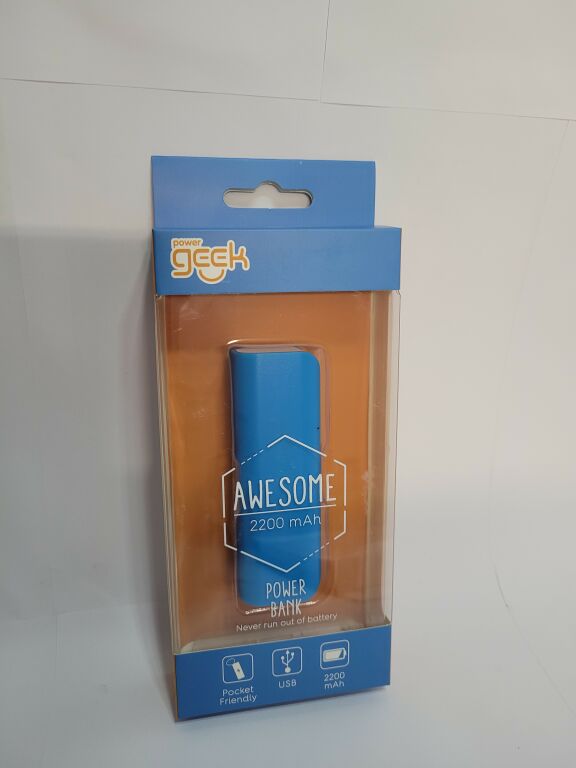 power
geek
AWESOME
2200 mAh
POWER
BANK
Never run out of battery
Pocket
Friendly
USB
2200
mAh